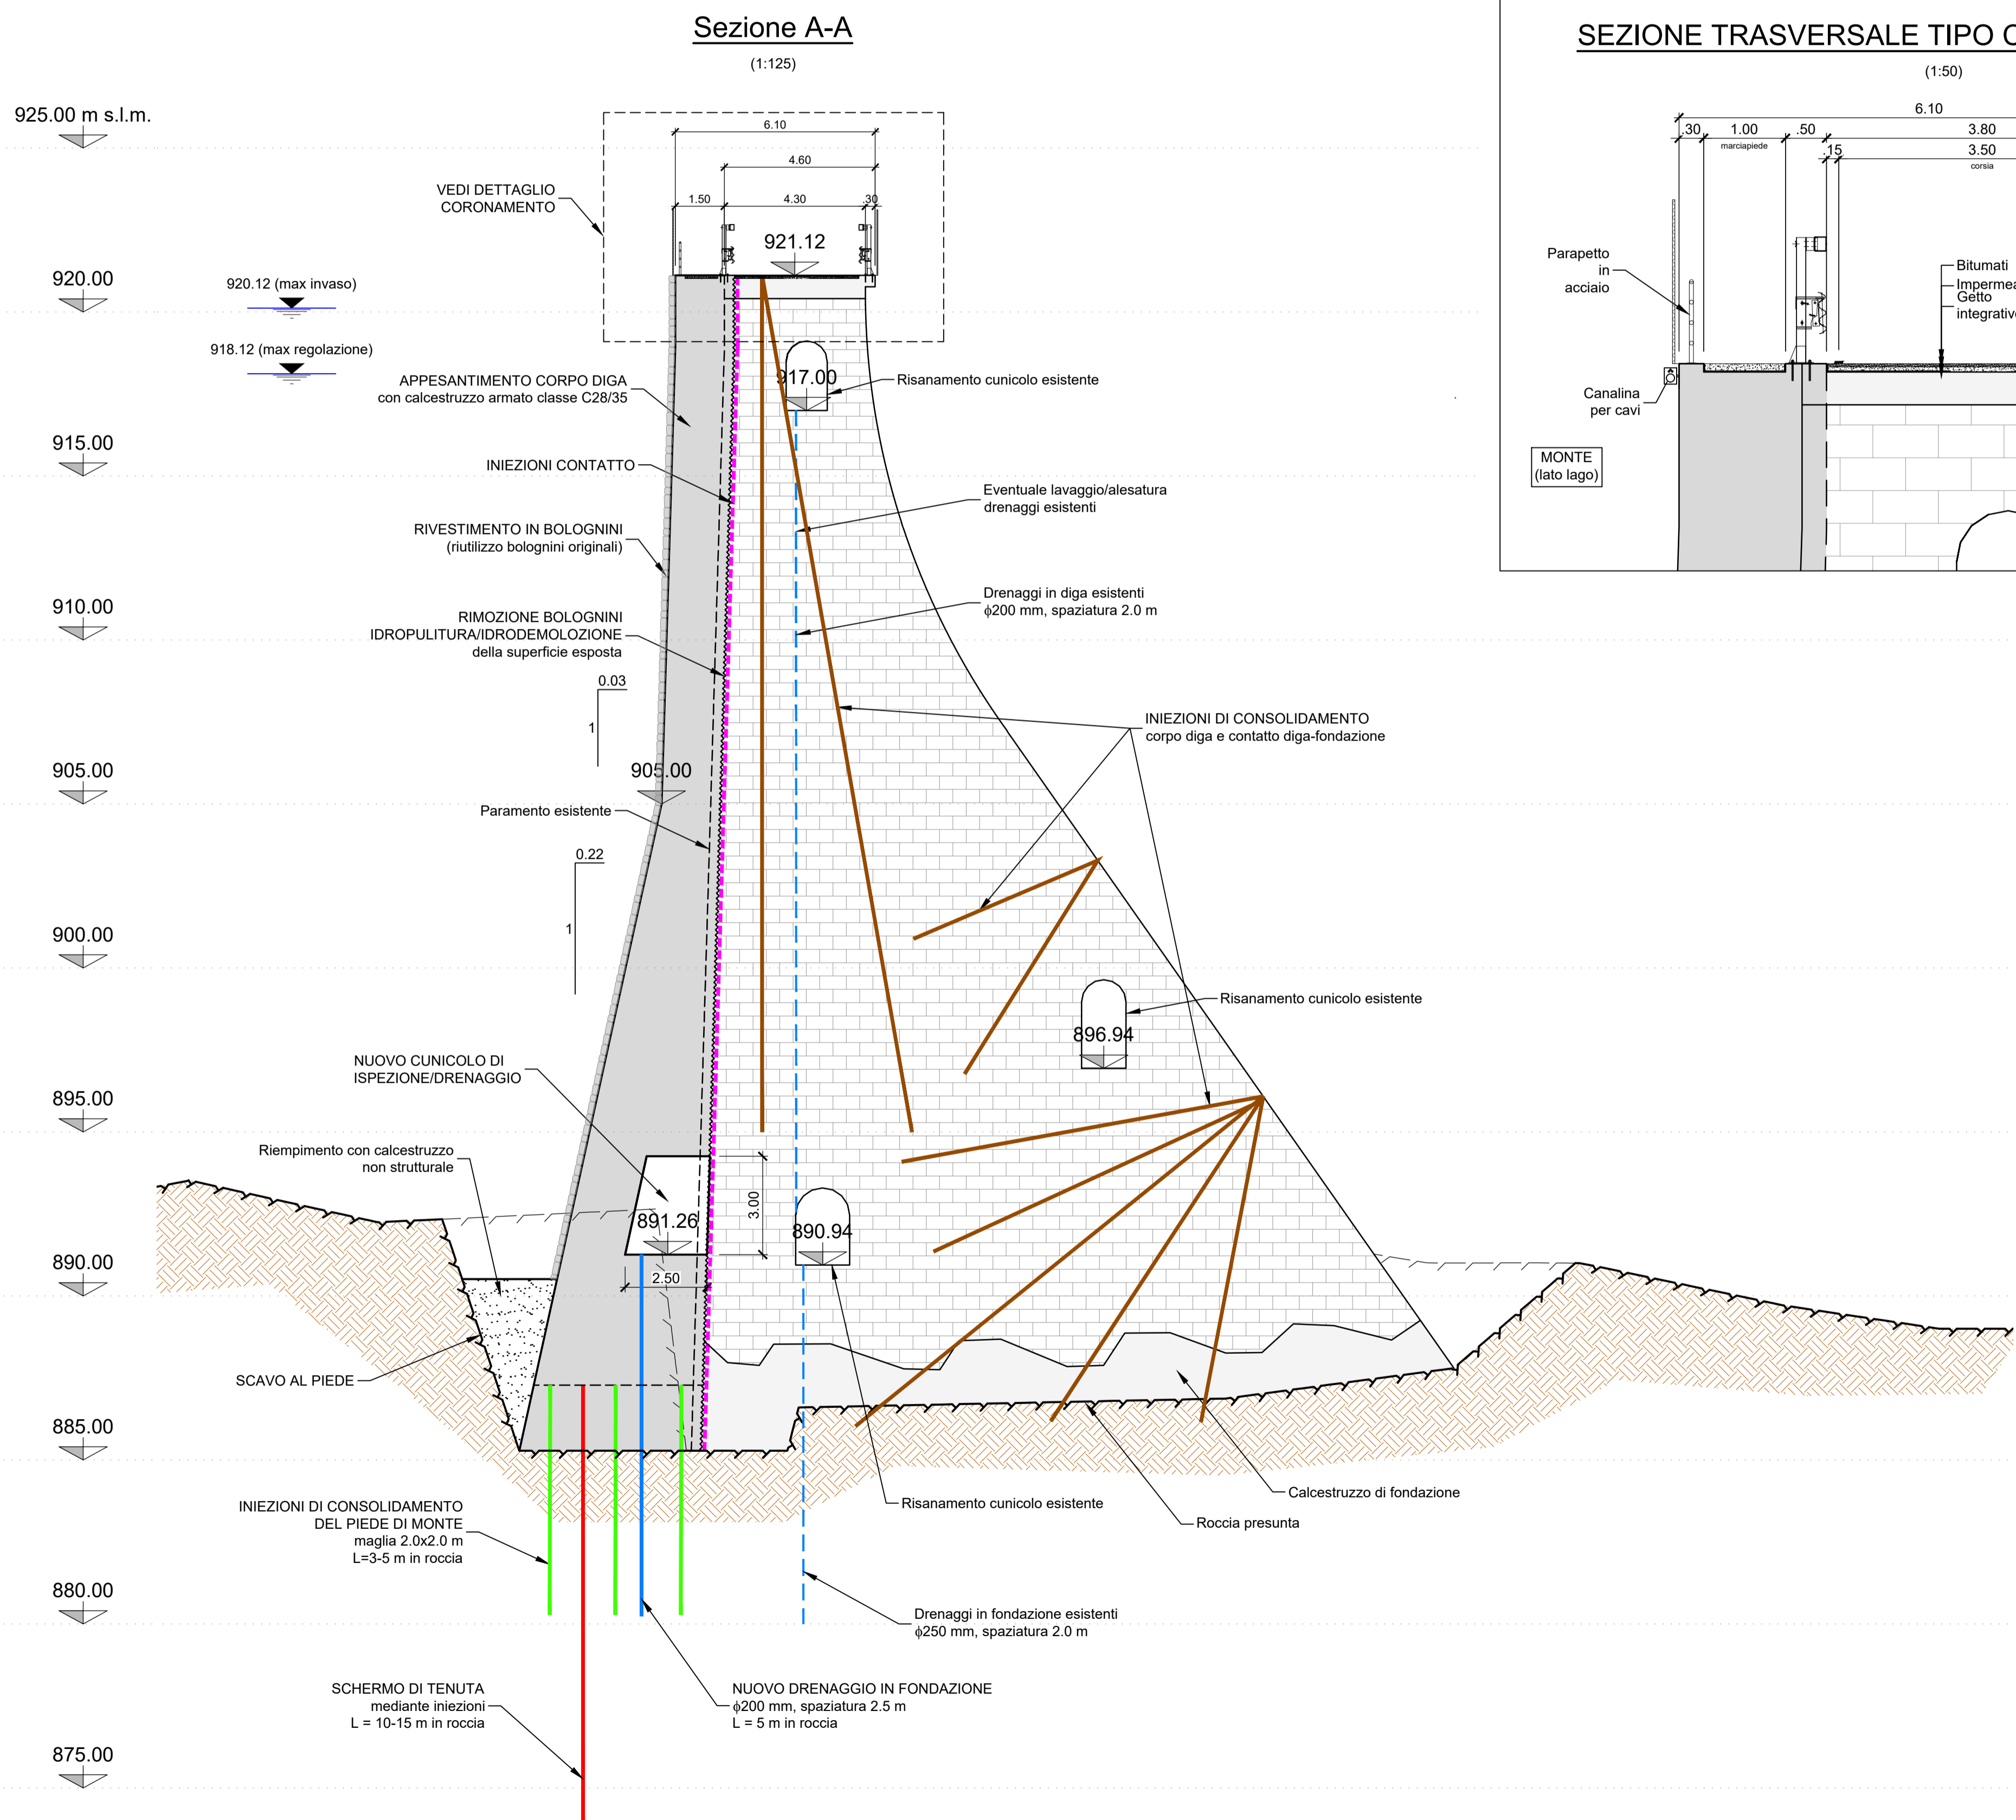 Sezione A-A
(1:125)
925.00 m s.l.m.
920.00
915.00
910.00
905.00
900.00
895.00
890.00
885.00
880.00
875.00
920.12 (max invaso)
918.12 (max regolazione)
6.10
4.60
1.50
4.30
.30
921.12
VEDI DETTAGLIO
CORONAMENTO
917.00
Risanamento cunicolo esistente
APPESANTIMENTO CORPO DIGA
con calcestruzzo armato classe C28/35
INIEZIONI CONTATTO
Eventuale lavaggio/alesatura
drenaggi esistenti
RIVESTIMENTO IN BOLOGNINI
(riutilizzo bolognini originali)
Drenaggi in diga esistenti
ϕ200 mm, spaziatura 2.0 m
RIMOZIONE BOLOGNINI
IDROPULITURA/IDRODEMOLOZIONE
della superficie esposta
0.03
1
INIEZIONI DI CONSOLIDAMENTO
corpo diga e contatto diga-fondazione
905.00
Paramento esistente
0.22
1
Risanamento cunicolo esistente
896.94
NUOVO CUNICOLO DI
ISPEZIONE/DRENAGGIO
Riempimento con calcestruzzo
non strutturale
3.00
891.26
890.94
2.50
SCAVO AL PIEDE
Calcestruzzo di fondazione
Risanamento cunicolo esistente
Roccia presunta
INIEZIONI DI CONSOLIDAMENTO
DEL PIEDE DI MONTE
maglia 2.0x2.0 m
L=3-5 m in roccia
Drenaggi in fondazione esistenti
ϕ250 mm, spaziatura 2.0 m
SCHERMO DI TENUTA
mediante iniezioni
L = 10-15 m in roccia
NUOVO DRENAGGIO IN FONDAZIONE
ϕ200 mm, spaziatura 2.5 m
L = 5 m in roccia
SEZIONE TRASVERSALE TIPO
(1:50)
6.10
.30
1.00
.50
3.80
marciapiede
.15
3.50
corsia
Parapetto
in
acciaio
Bitumati
Getto
Canalina
per cavi
MONTE
(lato lago)